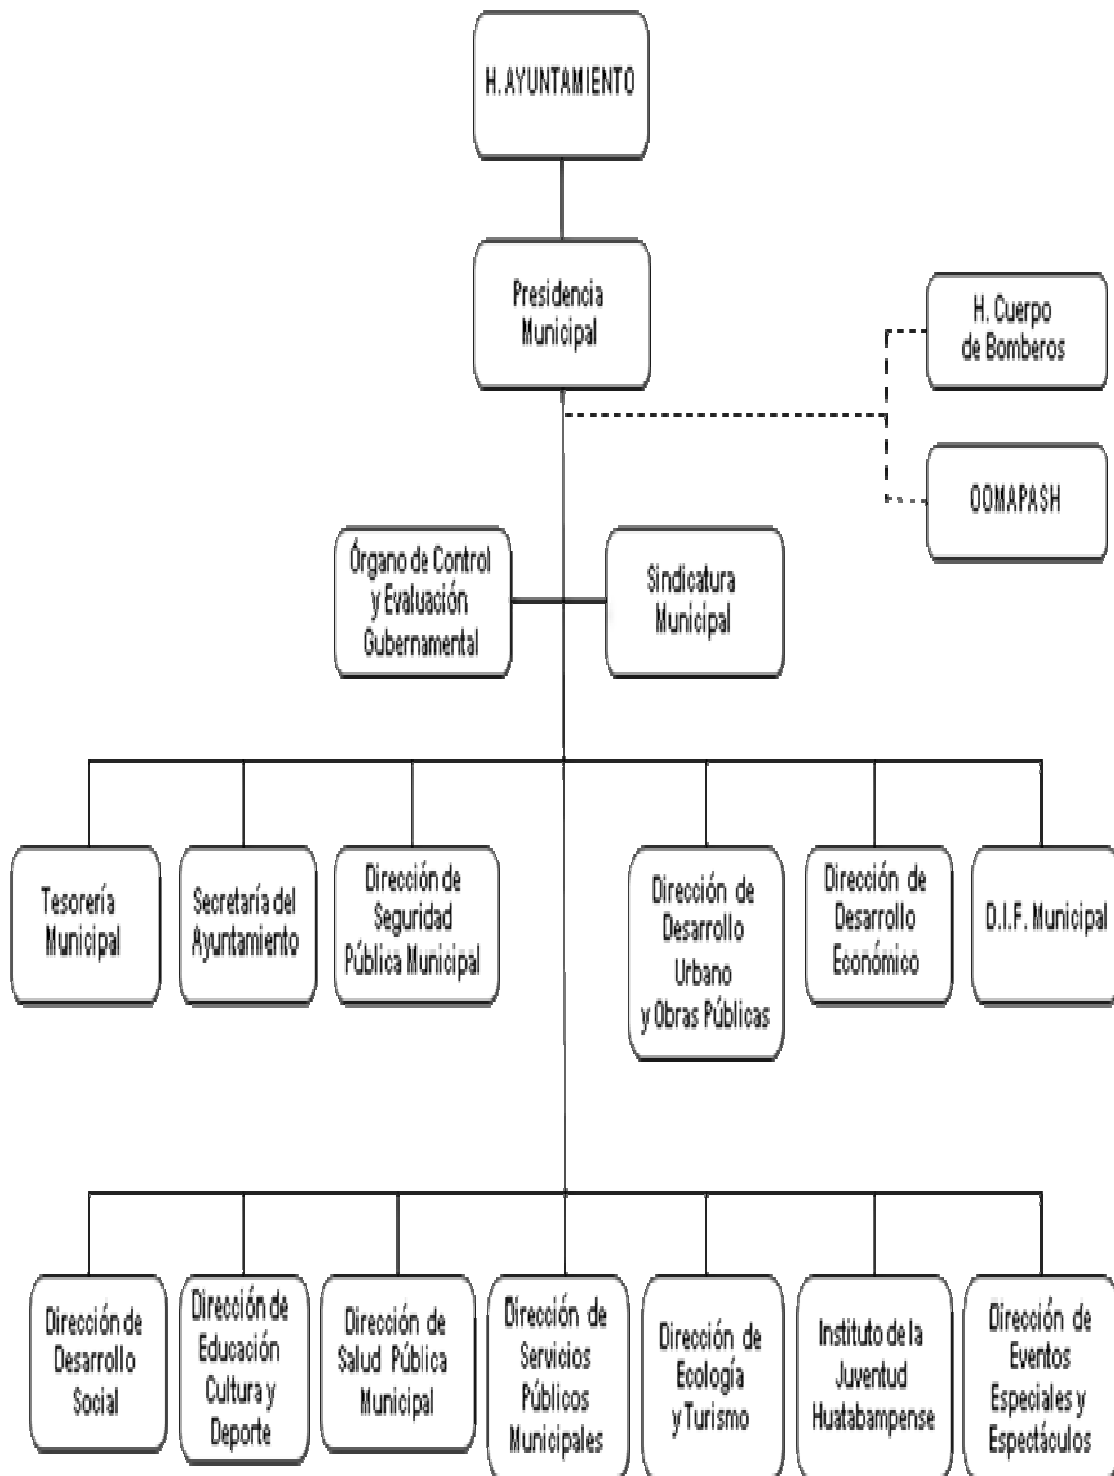 H. AYUNTAMIENTO
Presidencia
Municipal
H. Cuerpo
de Bomberos
OOMAPASH
Órgano de Control
y Evaluación
Gubernamental
Sindicatura
Municipal
Tesorería
Municipal
Secretaría del
Ayuntamiento
Dirección de
Seguridad
Pública Municipal
Dirección de
Desarrollo
Urbano
y Obras Públicas
Dirección de
Desarrollo
Económico
D.I.F. Municipal
Dirección de
Desarrollo
Social
Dirección de
Educación
Cultura y
Deporte
Dirección de
Salud Pública
Municipal
Dirección de
Servicios
Públicos
Municipales
Dirección de
Ecología
y Turismo
Instituto de la
Juventud
Huatabampense
Dirección de
Eventos
Especiales y
Espectáculos